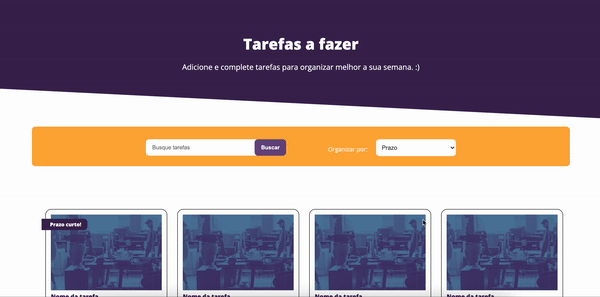 Tarefas a fazer
Adicione e complete tarefas para organizar melhor a sua semana. :)
Busque tarefas
Buscar
Organizar por:
Prazo
Prazo curto!
Nome da tarefa
Nome da tarefa
Nome da tarefa
Nome da tarefa